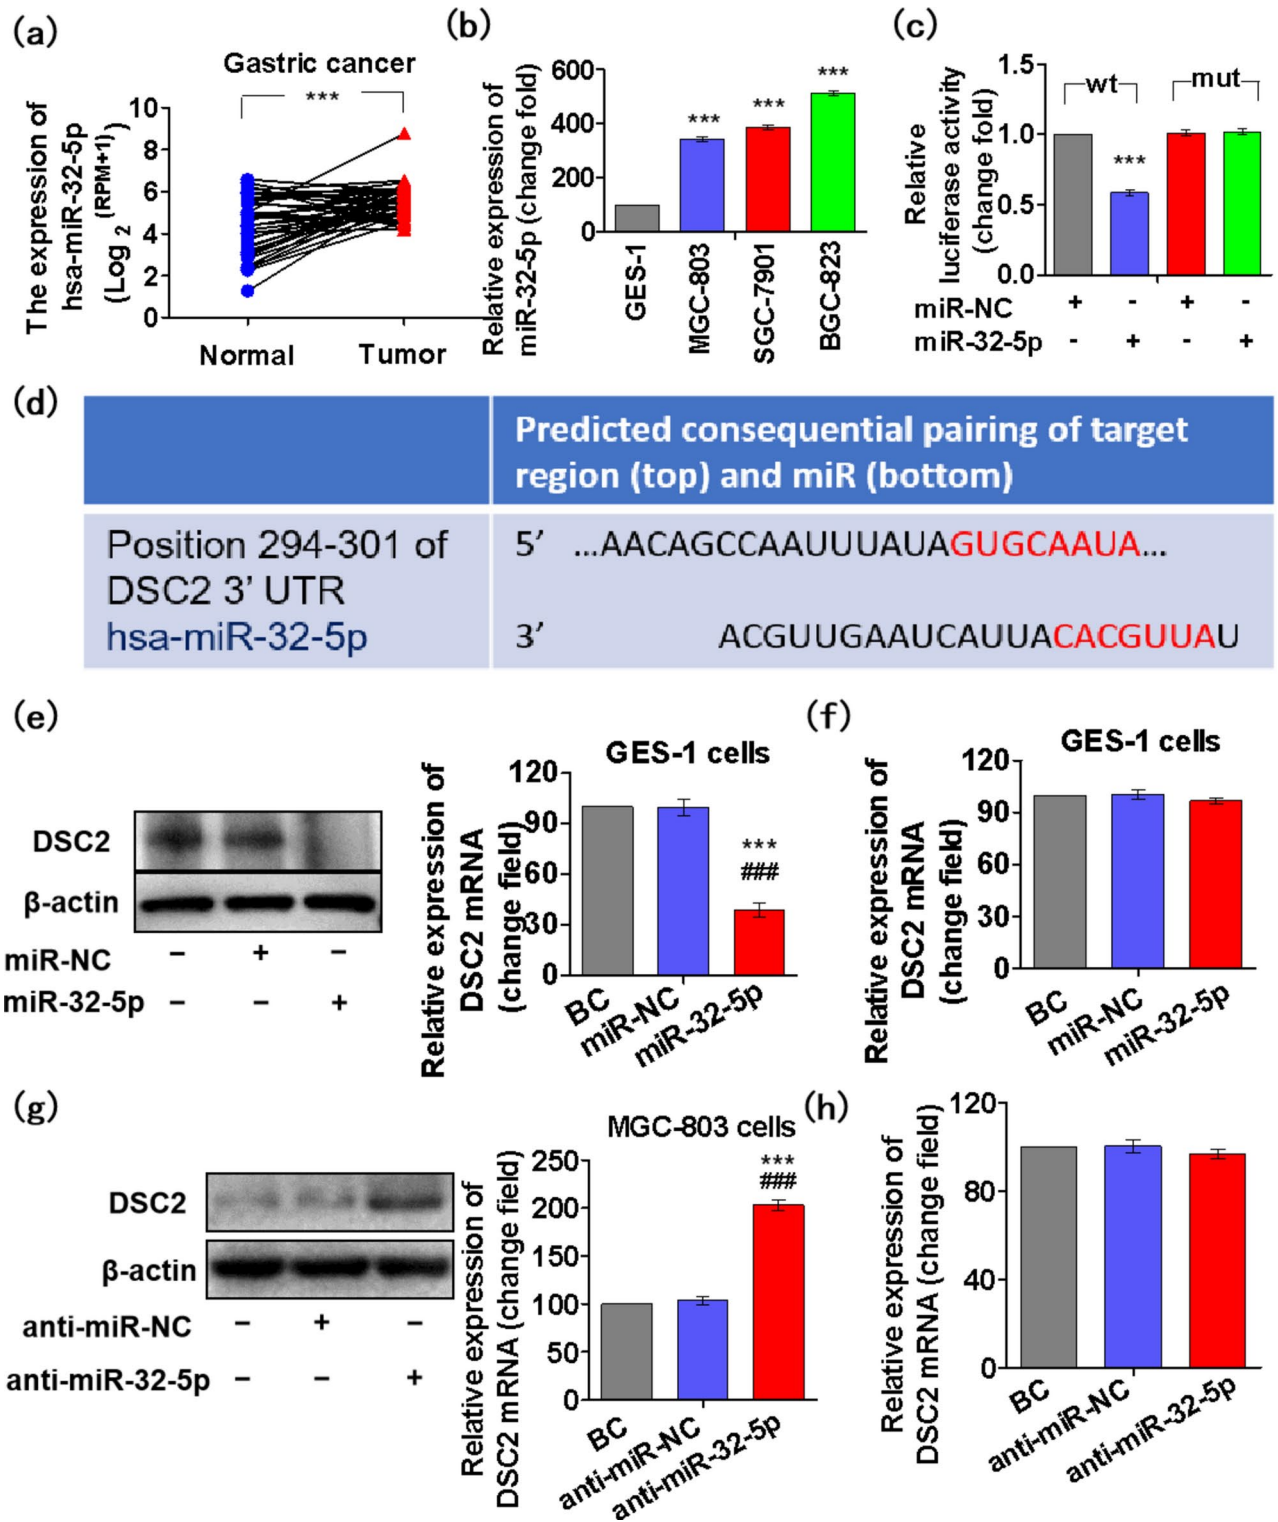 (a)
Gastric cancer
***
The expression of
hsa-miR-32-5p
(Log 2 (RPM+1))
10
8
6
4
2
0
Normal
Tumor
(b)
Relative expression of
miR-32-5p (change fold)
600
400
200
0
***
***
***
GES-1
MGC-803
SGC-7901
BGC-823
(c)
Relative
luciferase activity
(change fold)
1.5
1.0
0.5
0.0
wt
mut
***
miR-NC + - + -
miR-32-5p - + - +
(d)
Predicted consequential pairing of target
region (top) and miR (bottom)
Position 294-301 of
DSC2 3' UTR
hsa-miR-32-5p
5' ...AACAGCCAAUUUAUAGUGCAAUA...
3' ACGUUGAAUCAUUACACGUUAU
(e)
DSC2
β-actin
miR-NC – + –
miR-32-5p – – +
GES-1 cells
Relative expression of
DSC2 mRNA
(change field)
120
90
60
30
0
***
###
BC
miR-NC
miR-32-5p
(f)
GES-1 cells
Relative expression of
DSC2 mRNA
(change field)
120
90
60
30
0
BC
miR-NC
miR-32-5p
(g)
DSC2
β-actin
anti-miR-NC – + –
anti-miR-32-5p – – +
MGC-803 cells
Relative expression of
DSC2 mRNA (change field)
250
200
150
100
50
0
***
###
BC
anti-miR-NC
anti-miR-32-5p
(h)
Relative expression of
DSC2 mRNA (change field)
120
80
40
0
BC
anti-miR-NC
anti-miR-32-5p